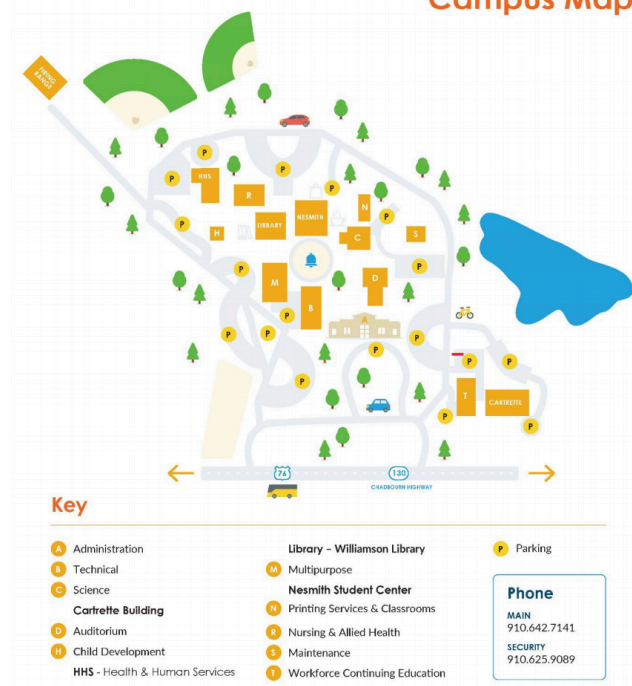 Campus Map
FIRING
RANGE
P
P
P
HHS
P
R
N
P
LIBRARY
NESMITH
P
H
C
S
P
P
M
D
B
P
A
P
P
P
P
P
P
P
T
CARTRETTE
P
P
76
130
CHADBOURN HIGHWAY
Key
A Administration
B Technical
C Science
Cartrette Building
D Auditorium
H Child Development
HHS - Health & Human Services
Library – Williamson Library
M Multipurpose
Nesmith Student Center
N Printing Services & Classrooms
R Nursing & Allied Health
S Maintenance
T Workforce Continuing Education
P Parking
Phone
MAIN
910.642.7141
SECURITY
910.625.9089